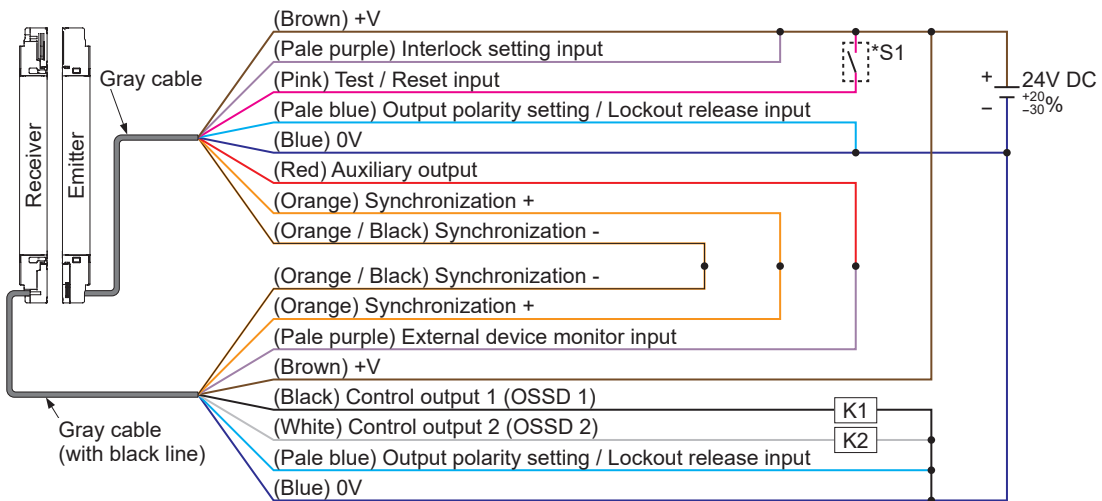 (Brown) +V
(Pale purple) Interlock setting input
*S1
Gray cable
(Pink) Test / Reset input
+
24V DC
+20
−30 %
−
(Pale blue) Output polarity setting / Lockout release input
(Blue) 0V
Receiver
Emitter
(Red) Auxiliary output
(Orange) Synchronization +
(Orange / Black) Synchronization -
(Orange / Black) Synchronization -
(Orange) Synchronization +
(Pale purple) External device monitor input
(Brown) +V
(Black) Control output 1 (OSSD 1)
K1
(White) Control output 2 (OSSD 2)
K2
Gray cable
(with black line)
(Pale blue) Output polarity setting / Lockout release input
(Blue) 0V